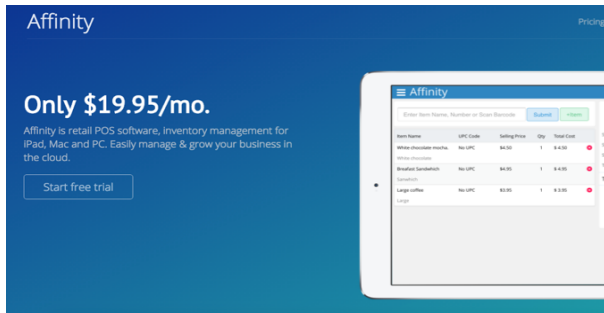 Affinity
Pricing
Only $19.95/mo.
Affinity is retail POS software, inventory management for
iPad, Mac and PC. Easily manage & grow your business in
the cloud.
Start free trial
Affinity
Enter Item Name, Number or Scan Barcode Submit +Item
Item Name UPC Code Selling Price Qty Total Cost
White chocolate mocha. No UPC $4.50 1 $ 4.50
White chocolate
Breakfast Sandwhich No UPC $4.95 1 $ 4.95
Sandwhich
Large coffee No UPC $3.95 1 $ 3.95
Large